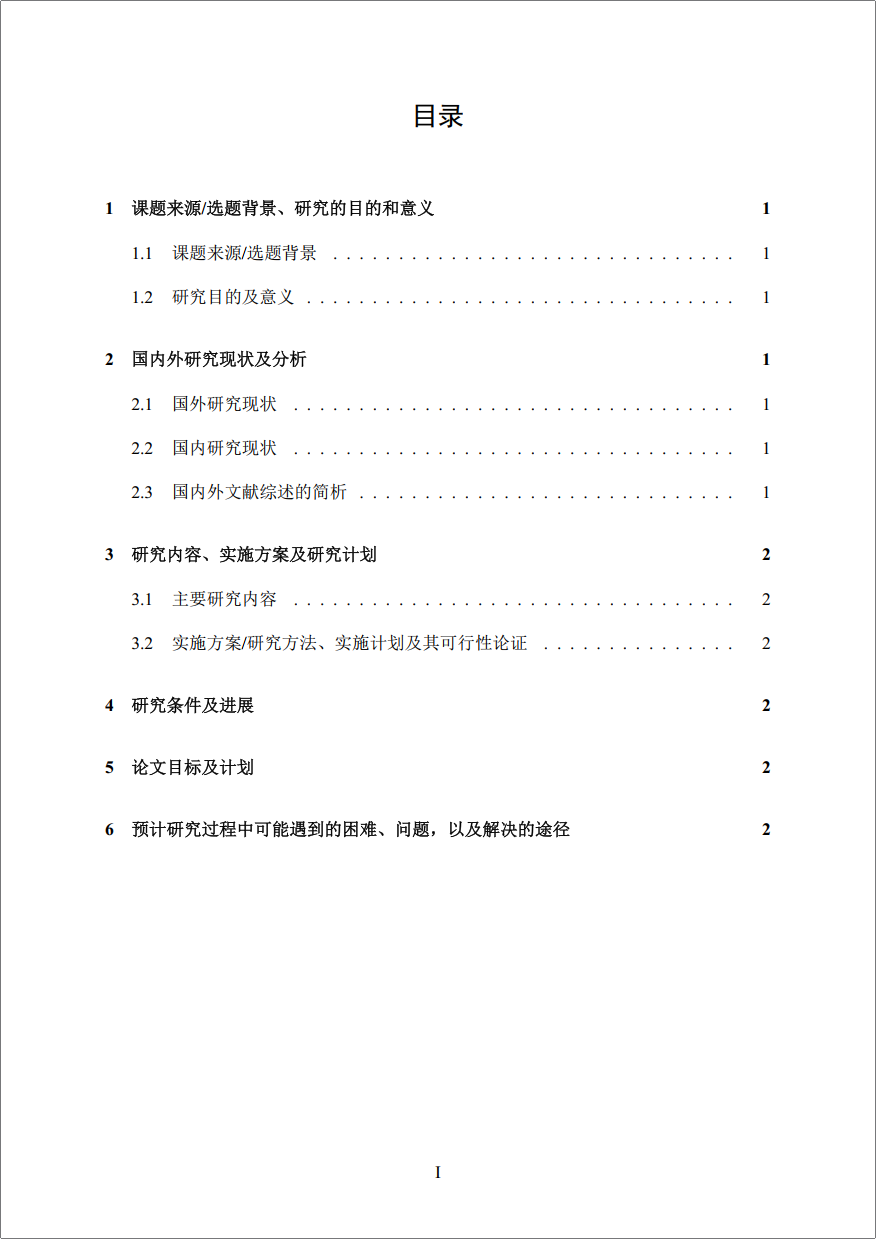 目录
1 课题来源/选题背景、研究的目的和意义 1
1.1 课题来源/选题背景 . . . . . . . . . . . . . . . . . . . . . . . . . . . . . . . 1
1.2 研究目的及意义 . . . . . . . . . . . . . . . . . . . . . . . . . . . . . . . . . 1
2 国内外研究现状及分析 1
2.1 国外研究现状 . . . . . . . . . . . . . . . . . . . . . . . . . . . . . . . . . . 1
2.2 国内研究现状 . . . . . . . . . . . . . . . . . . . . . . . . . . . . . . . . . . 1
2.3 国内外文献综述的简析 . . . . . . . . . . . . . . . . . . . . . . . . . . . . . 1
3 研究内容、实施方案及研究计划 2
3.1 主要研究内容 . . . . . . . . . . . . . . . . . . . . . . . . . . . . . . . . . . 2
3.2 实施方案/研究方法、实施计划及其可行性论证 . . . . . . . . . . . . . . . 2
4 研究条件及进展 2
5 论文目标及计划 2
6 预计研究过程中可能遇到的困难、问题，以及解决的途径 2
I